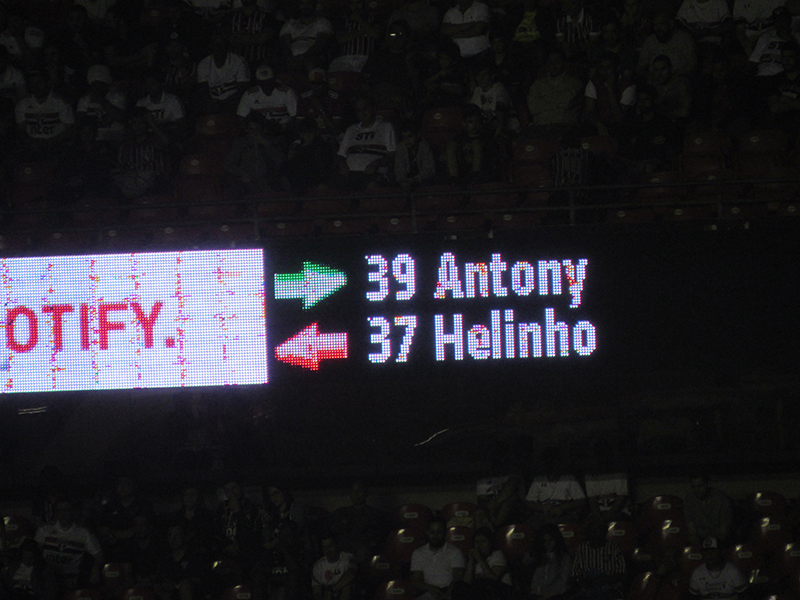 OTIFY.
39 Antony
37 Helinho